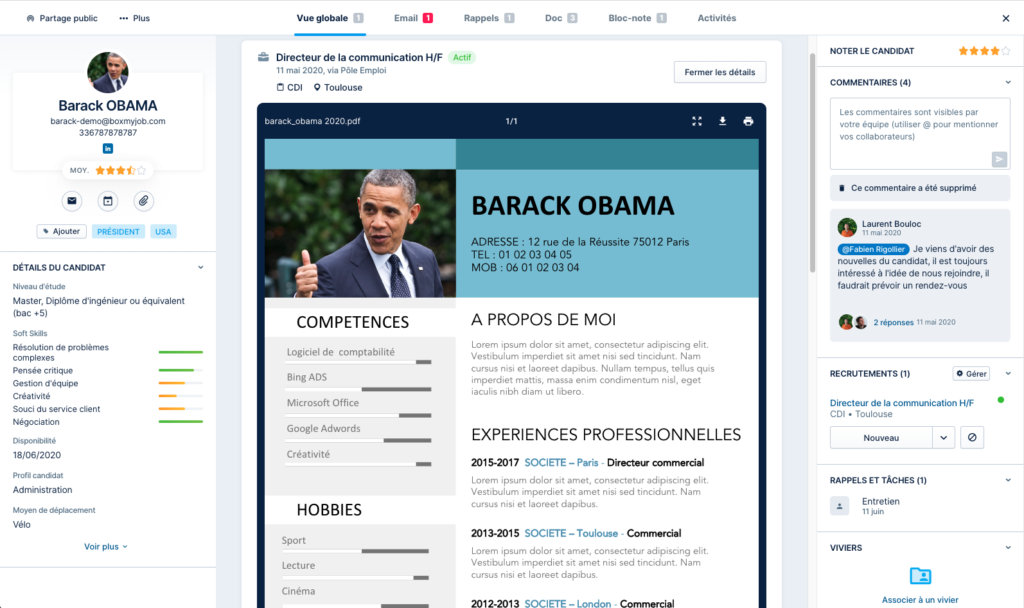 Partage public
Plus
Vue globale 1
Email 1
Rappels 1
Doc 3
Bloc-note 1
Activités
Barack OBAMA
barack-demo@boxmyjob.com
336787878787
in
MOY.
Ajouter
PRÉSIDENT
USA
DÉTAILS DU CANDIDAT
Niveau d'étude
Master, Diplôme d'ingénieur ou équivalent
(bac +5)
Soft Skills
Résolution de problèmes
complexes
Pensée critique
Gestion d'équipe
Créativité
Souci du service client
Négociation
Disponibilité
18/06/2020
Profil candidat
Administration
Moyen de déplacement
Vélo
Voir plus
Directeur de la communication H/F Actif
11 mai 2020, via Pôle Emploi
CDI Toulouse
Fermer les détails
barack_obama 2020.pdf
1/1
BARACK OBAMA
ADRESSE : 12 rue de la Réussite 75012 Paris
TEL : 01 02 03 04 05
MOB : 06 01 02 03 04
COMPETENCES
Logiciel de comptabilité
Bing ADS
Microsoft Office
Google Adwords
Créativité
HOBBIES
Sport
Lecture
Cinéma
A PROPOS DE MOI
Lorem ipsum dolor sit amet, consectetur adipiscing elit.
Vestibulum imperdiet sit amet, massa nisi sed tincidunt. Nam
cursus nisi et laoreet dapibus. Nullam tempus, tellus quis
imperdiet mattis, massa enim condimentum nisl, eget
iaculis nibh diam ut libero.
EXPERIENCES PROFESSIONNELLES
2015-2017 SOCIETE – Paris - Directeur commercial
Lorem ipsum dolor sit amet, consectetur adipiscing elit.
Vestibulum imperdiet sit amet, massa nisi sed tincidunt. Nam
cursus nisi et laoreet dapibus.
2013-2015 SOCIETE – Toulouse - Commercial
Lorem ipsum dolor sit amet, consectetur adipiscing elit.
Vestibulum imperdiet sit amet, massa nisi sed tincidunt. Nam
cursus nisi et laoreet dapibus.
2012-2013 SOCIETE – London - Commercial
NOTER LE CANDIDAT
COMMENTAIRES (4)
Les commentaires sont visibles par
votre équipe (utiliser @ pour mentionner
vos collaborateurs)
Ce commentaire a été supprimé
Laurent Bouloc
11 mai 2020
@Fabien Rigollier Je viens d'avoir des
nouvelles du candidat, il est toujours
intéressé à l'idée de nous rejoindre, il
faudrait prévoir un rendez-vous
2 réponses 11 mai 2020
RECRUTEMENTS (1)
Gérer
Directeur de la communication H/F
CDI • Toulouse
Nouveau
RAPPELS ET TÂCHES (1)
Entretien
11 juin
VIVIERS
Associer à un vivier